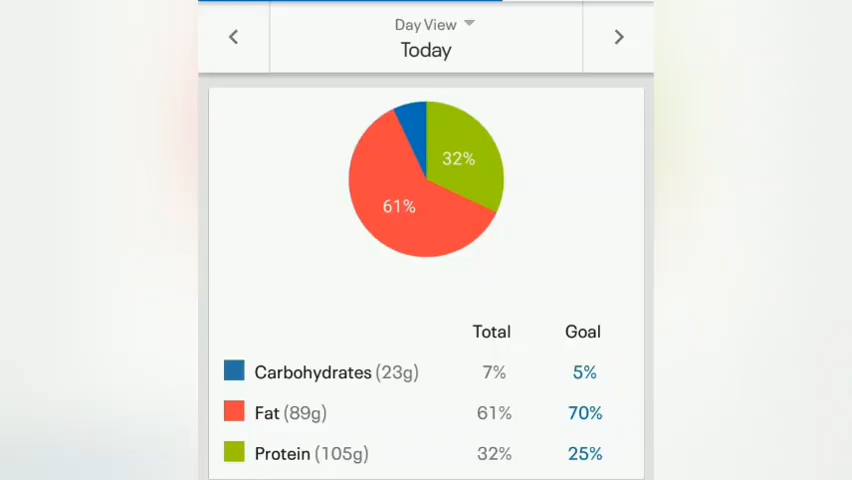 Day View
Today
32%
61%
Total Goal
Carbohydrates (23g) 7% 5%
Fat (89g) 61% 70%
Protein (105g) 32% 25%